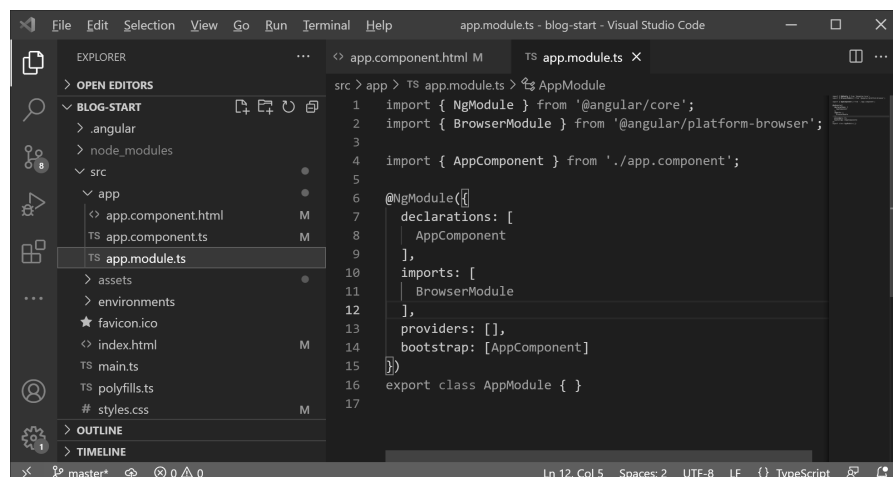 File Edit Selection View Go Run Terminal Help app.module.ts - blog-start - Visual Studio Code
EXPLORER
OPEN EDITORS
BLOG-START
.angular
node_modules
src
app
app.component.html M
TS app.component.ts M
TS app.module.ts
assets
environments
favicon.ico
index.html M
TS main.ts
TS polyfills.ts
# styles.css M
OUTLINE
TIMELINE
8
1
app.component.html M TS app.module.ts
src > app > TS app.module.ts > AppModule
1 import { NgModule } from '@angular/core';
2 import { BrowserModule } from '@angular/platform-browser';
3
4 import { AppComponent } from './app.component';
5
6 @NgModule({
7 declarations: [
8 AppComponent
9 ],
10 imports: [
11 BrowserModule
12 ],
13 providers: [],
14 bootstrap: [AppComponent]
15 })
16 export class AppModule { }
17
master* 0 0 Ln 12, Col 5 Spaces: 2 UTF-8 LF {} TypeScript